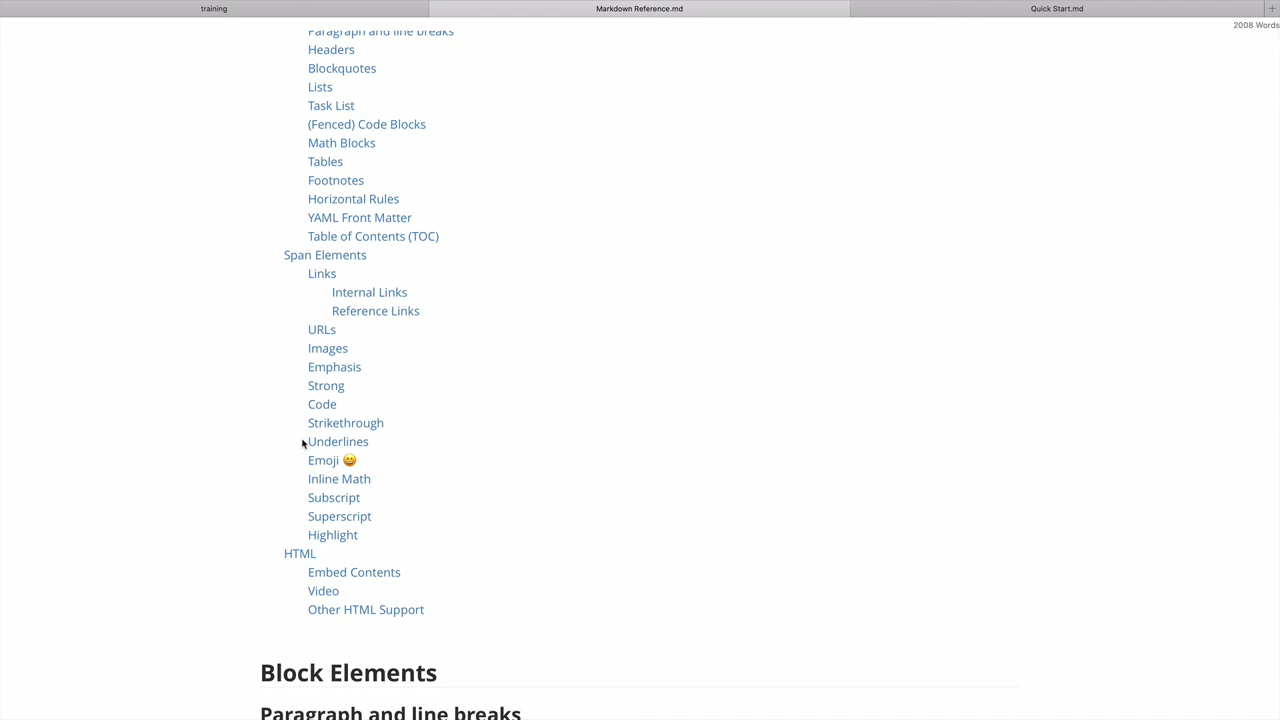 training
Markdown Reference.md
Quick Start.md
2008 Words
Paragraph and line breaks
Headers
Blockquotes
Lists
Task List
(Fenced) Code Blocks
Math Blocks
Tables
Footnotes
Horizontal Rules
YAML Front Matter
Table of Contents (TOC)
Span Elements
Links
Internal Links
Reference Links
URLs
Images
Emphasis
Strong
Code
Strikethrough
Underlines
Emoji 😄
Inline Math
Subscript
Superscript
Highlight
HTML
Embed Contents
Video
Other HTML Support
Block Elements
Paragraph and line breaks